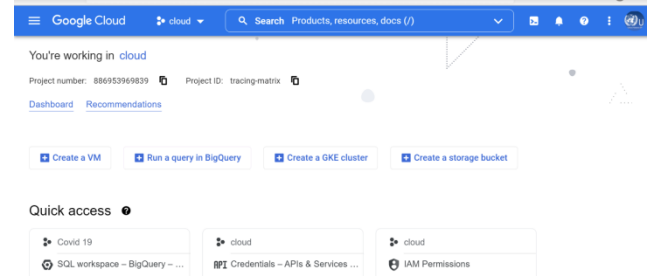 Google Cloud cloud Search Products, resources, docs (/)
You're working in cloud
Project number: 886953969839 Project ID: tracing-matrix
Dashboard Recommendations
Create a VM Run a query in BigQuery Create a GKE cluster Create a storage bucket
Quick access
Covid 19 cloud cloud
SQL workspace – BigQuery – ... API Credentials – APIs & Services ... IAM Permissions